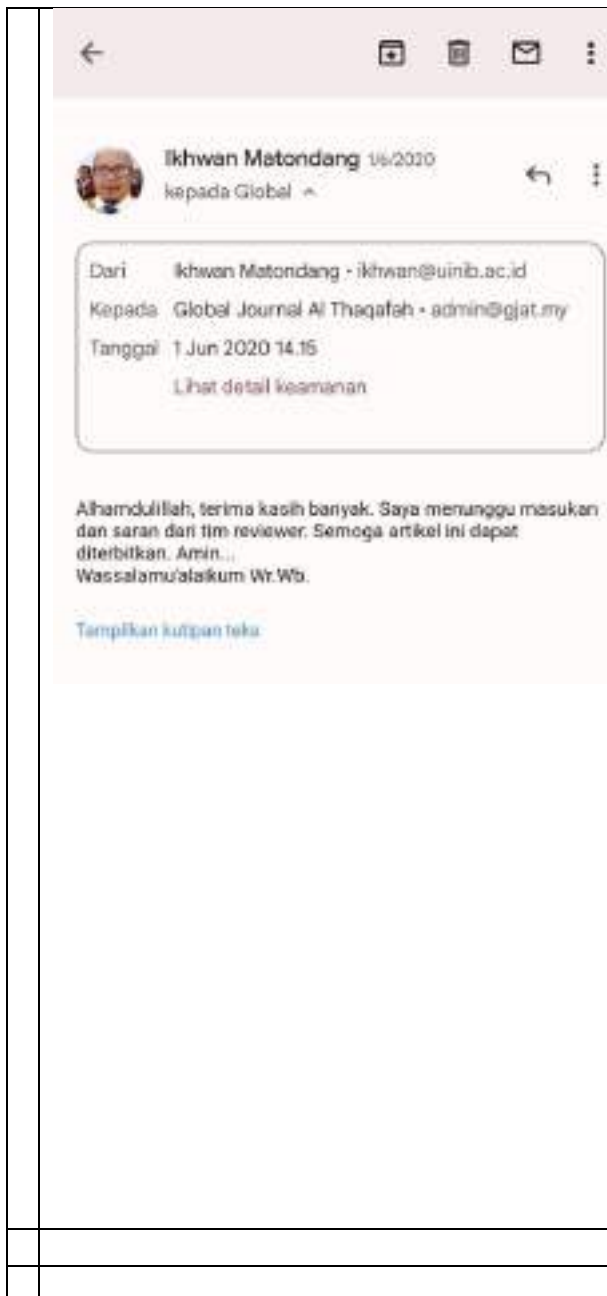 Ikhwan Matondang 1/6/2020
kepada Global
Dari Ikhwan Matondang • ikhwan@uinib.ac.id
Kepada Global Journal Al Thaqafah • admin@gjat.my
Tanggal 1 Jun 2020 14.15
Lihat detail keamanan
Alhamdulillah, terima kasih banyak. Saya menunggu masukan
dan saran dari tim reviewer. Semoga artikel ini dapat
diterbitkan. Amin...
Wassalamu'alaikum Wr.Wb.
Tampilkan kutipan teks